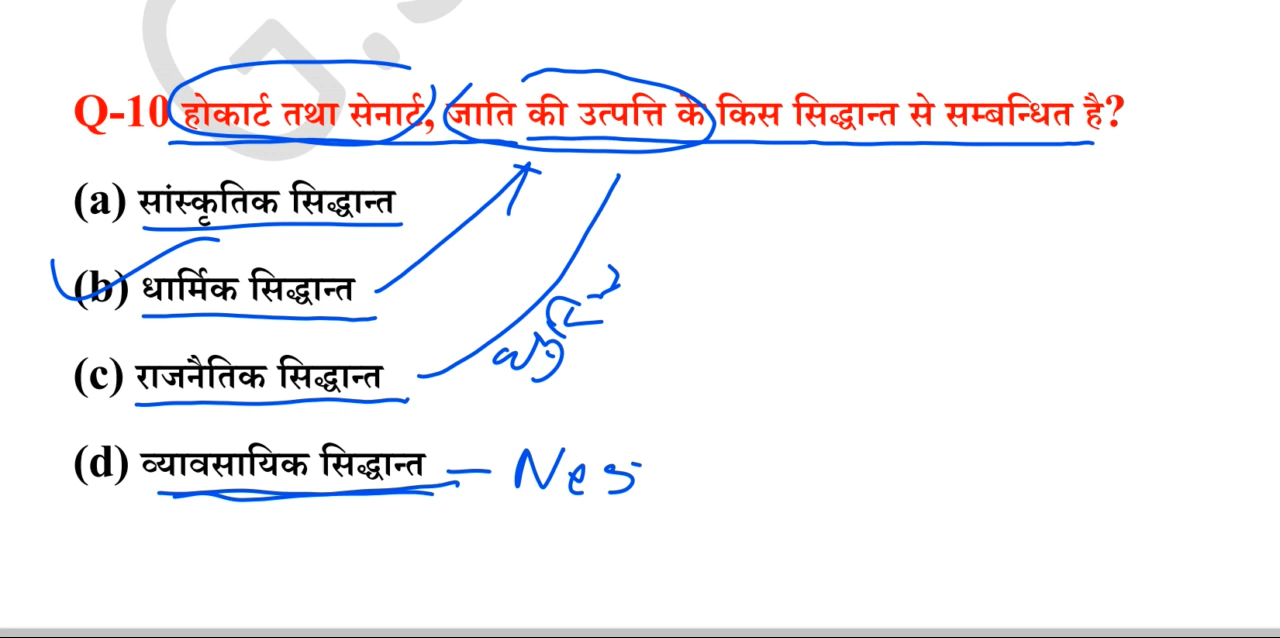 Q-10 होकार्ट तथा सेनार्ट, जाति की उत्पत्ति के किस सिद्धान्त से सम्बन्धित है?
(a) सांस्कृतिक सिद्धान्त
(b) धार्मिक सिद्धान्त
(c) राजनैतिक सिद्धान्त
(d) व्यावसायिक सिद्धान्त – Nes